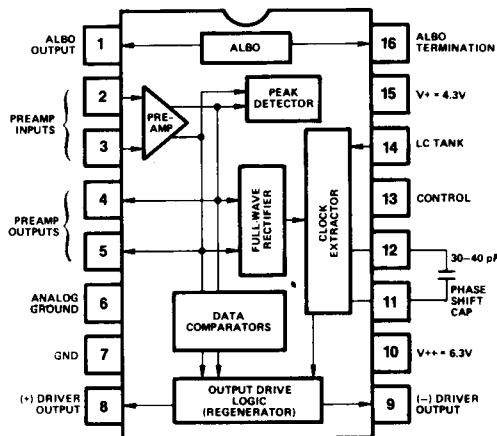 ALBO
OUTPUT
1
ALBO
16
ALBO
TERMINATION
2
PRE-
AMP
PEAK
DETECTOR
15
V+ = 4.3V
PREAMP
INPUTS
3
14
LC TANK
4
FULL-WAVE
RECTIFIER
CLOCK
EXTRACTOR
13
CONTROL
PREAMP
OUTPUTS
5
12
30-40 pF
PHASE
SHIFT
CAP
ANALOG
GROUND
6
DATA
COMPARATORS
11
GND
7
10
V++ = 6.3V
(+) DRIVER
OUTPUT
8
OUTPUT DRIVE
LOGIC
(REGENERATOR)
9
(−) DRIVER
OUTPUT